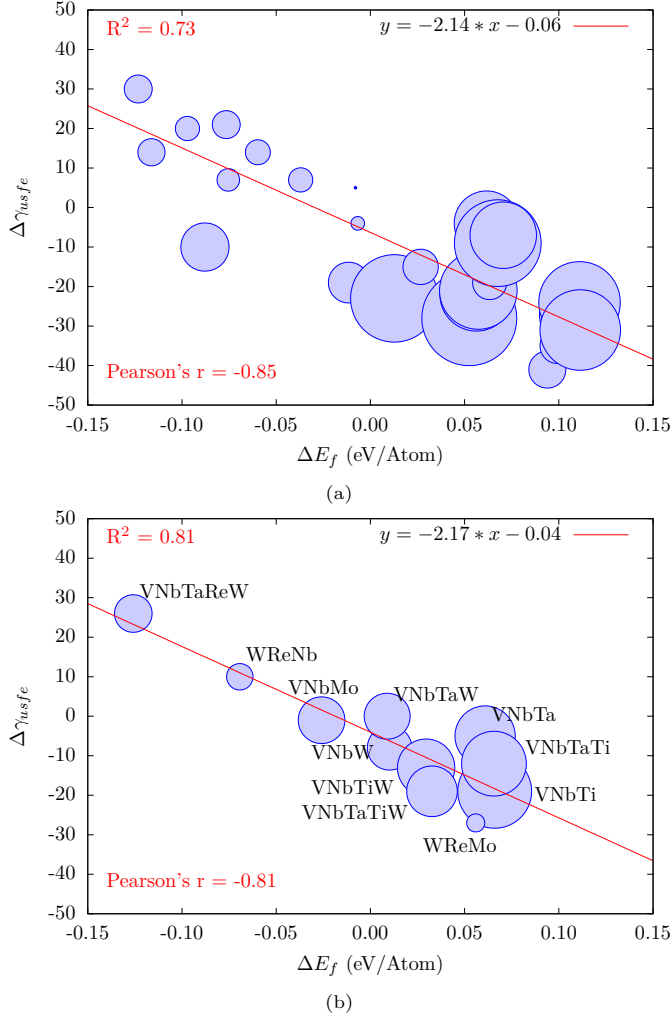 R² = 0.73
y = −2.14 ∗ x − 0.06
50
40
30
20
10
0
-10
-20
-30
-40
-50
Δγusfe
Pearson's r = -0.85
-0.15 -0.10 -0.05 0.00 0.05 0.10 0.15
ΔEf (eV/Atom)
(a)
R² = 0.81
y = −2.17 ∗ x − 0.04
50
40
30
20
10
0
-10
-20
-30
-40
-50
Δγusfe
VNbTaReW
WReNb
VNbMo
VNbTaW
VNbTa
VNbW
VNbTaTi
VNbTiW
VNbTi
VNbTaTiW
WReMo
Pearson's r = -0.81
-0.15 -0.10 -0.05 0.00 0.05 0.10 0.15
ΔEf (eV/Atom)
(b)